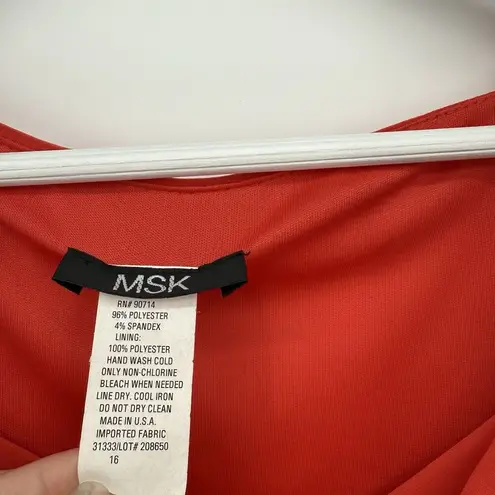 MSK
RN# 90714
96% POLYESTER
4% SPANDEX
LINING:
100% POLYESTER
HAND WASH COLD
ONLY NON-CHLORINE
BLEACH WHEN NEEDED
LINE DRY. COOL IRON
DO NOT DRY CLEAN
MADE IN U.S.A.
IMPORTED FABRIC
31333/LOT# 208650
16